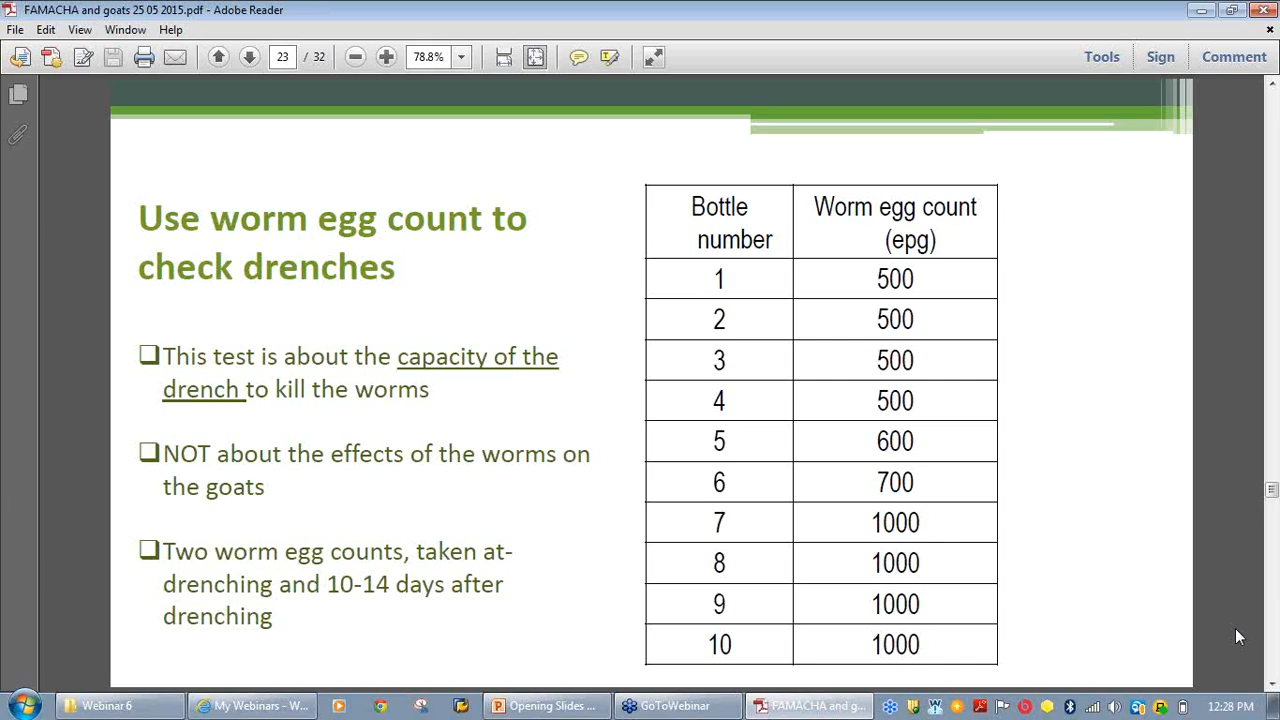 FAMACHA and goats 25 05 2015.pdf - Adobe Reader
File Edit View Window Help
23 / 32 78.8% Tools Sign Comment
Use worm egg count to
check drenches
This test is about the capacity of the
drench to kill the worms
NOT about the effects of the worms on
the goats
Two worm egg counts, taken at-
drenching and 10-14 days after
drenching
Bottle number Worm egg count (epg)
1 500
2 500
3 500
4 500
5 600
6 700
7 1000
8 1000
9 1000
10 1000
Webinar 6 My Webinars - W... Opening Slides ... GoToWebinar FAMACHA and g... 12:28 PM